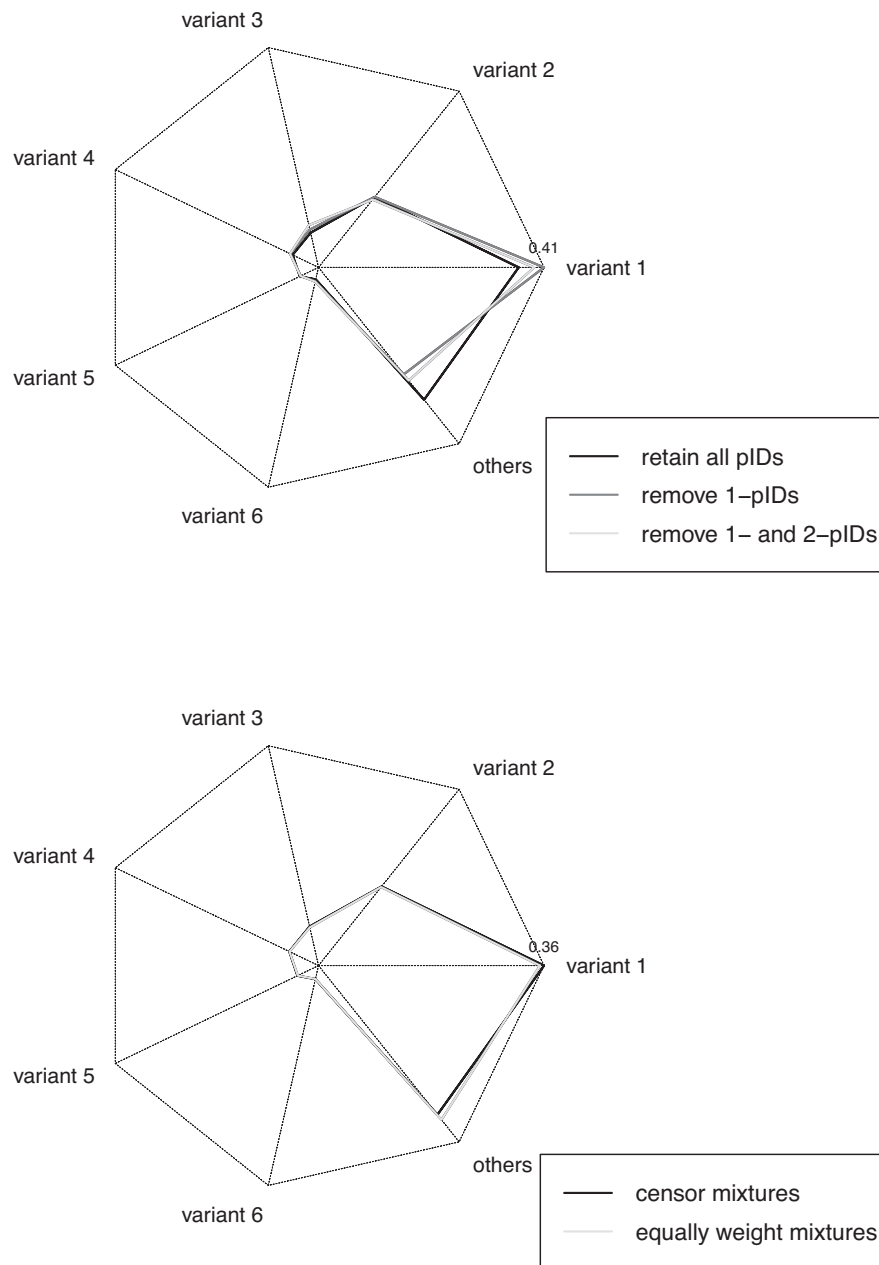 variant 3
variant 2
variant 4
0.41
variant 1
variant 5
others
variant 6
retain all pIDs
remove 1−pIDs
remove 1− and 2−pIDs
variant 3
variant 2
variant 4
0.36
variant 1
variant 5
others
variant 6
censor mixtures
equally weight mixtures